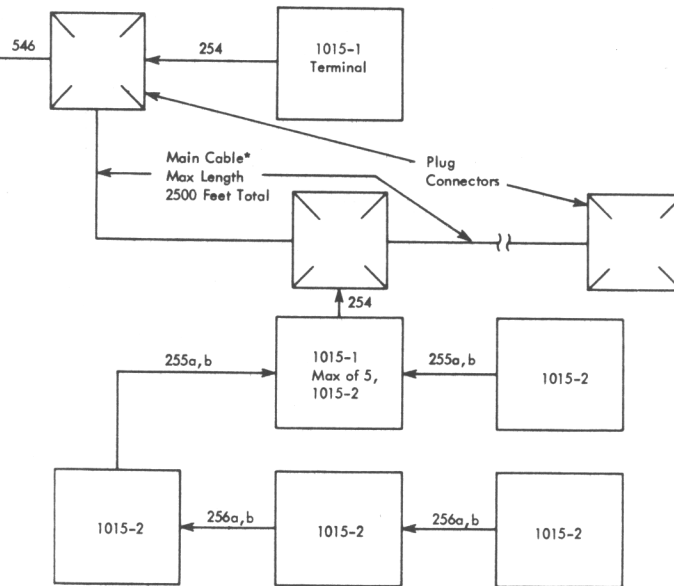 546
254
1015-1
Terminal
Main Cable*
Max Length
2500 Feet Total
Plug
Connectors
254
255a,b
1015-1
Max of 5,
1015-2
255a,b
1015-2
1015-2
256a,b
1015-2
256a,b
1015-2